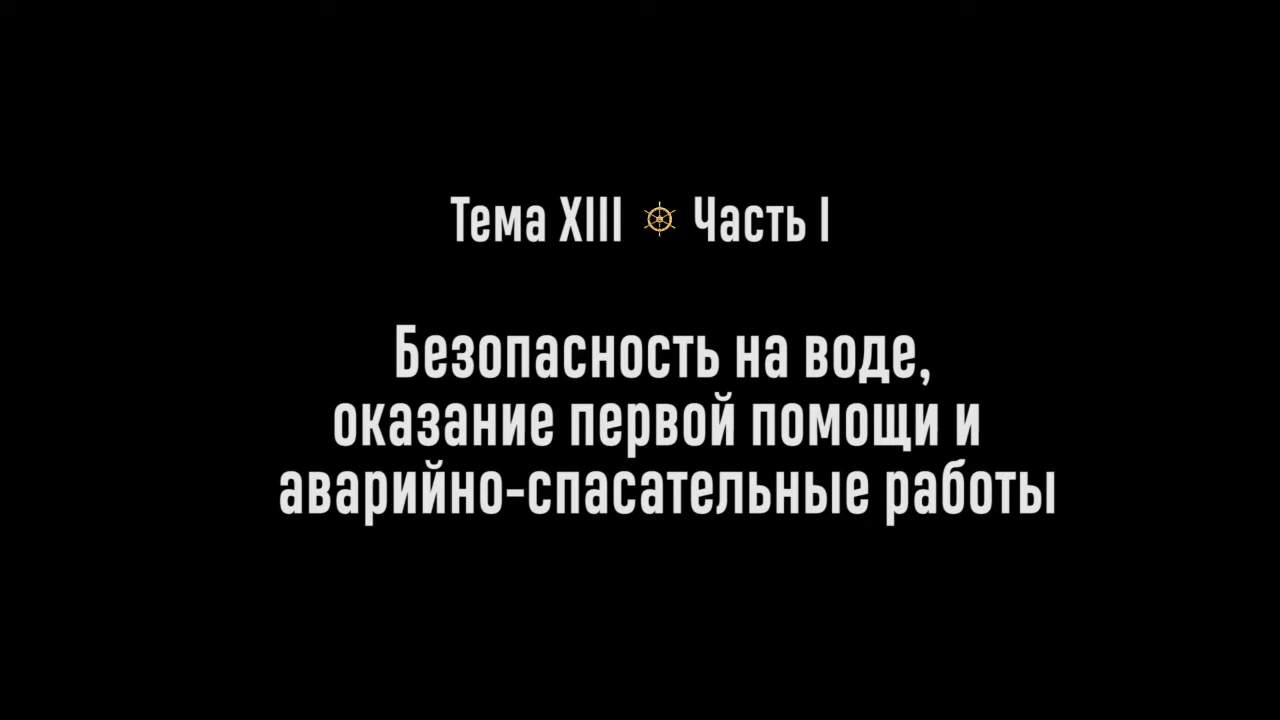 Тема XIII Часть I
Безопасность на воде,
оказание первой помощи и
аварийно-спасательные работы